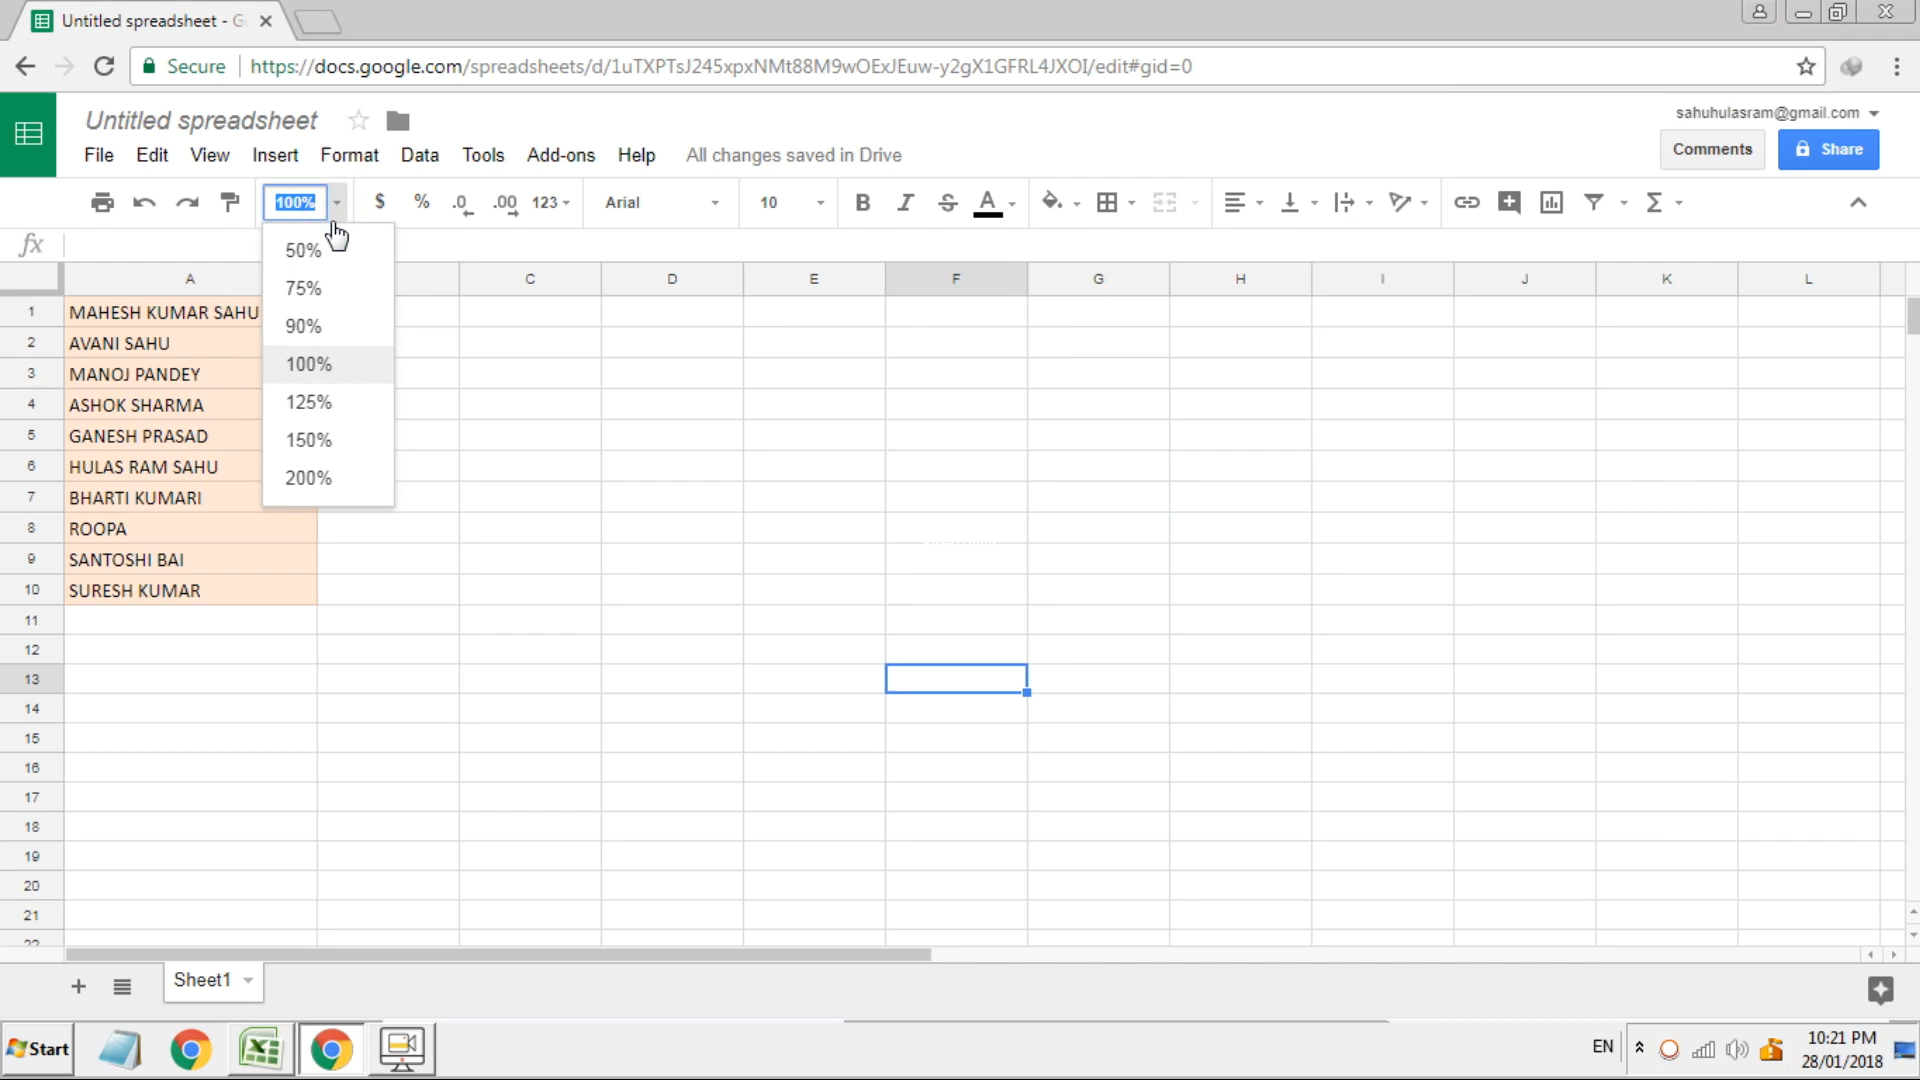 Untitled spreadsheet - G
Secure https://docs.google.com/spreadsheets/d/1uTXPTsJ245xpxNMt88M9wOExJEuw-y2gX1GFRL4JXOI/edit#gid=0
Untitled spreadsheet
sahuhulasram@gmail.com
File Edit View Insert Format Data Tools Add-ons Help All changes saved in Drive
Comments Share
100% $ % .0 .00 123 Arial 10 B I S A Σ
fx
50%
75%
90%
100%
125%
150%
200%
A C D E F G H I J K L
1 MAHESH KUMAR SAHU
2 AVANI SAHU
3 MANOJ PANDEY
4 ASHOK SHARMA
5 GANESH PRASAD
6 HULAS RAM SAHU
7 BHARTI KUMARI
8 ROOPA
9 SANTOSHI BAI
10 SURESH KUMAR
11
12
13
14
15
16
17
18
19
20
21
22
+ Sheet1
Start EN 10:21 PM
28/01/2018